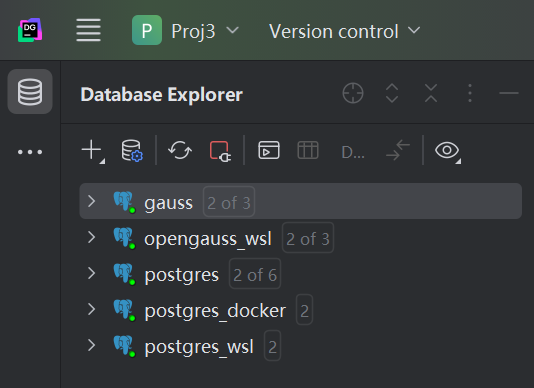 DG
P Proj3 Version control
Database Explorer
D...
gauss 2 of 3
opengauss_wsl 2 of 3
postgres 2 of 6
postgres_docker 2
postgres_wsl 2